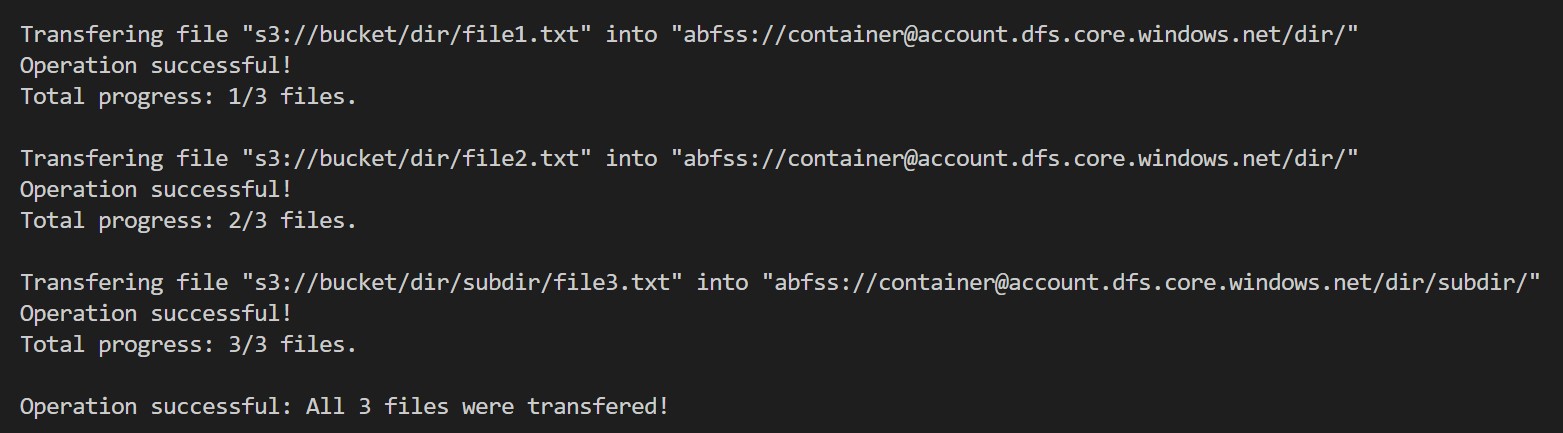 Transfering file "s3://bucket/dir/file1.txt" into "abfss://container@account.dfs.core.windows.net/dir/"
Operation successful!
Total progress: 1/3 files.
Transfering file "s3://bucket/dir/file2.txt" into "abfss://container@account.dfs.core.windows.net/dir/"
Operation successful!
Total progress: 2/3 files.
Transfering file "s3://bucket/dir/subdir/file3.txt" into "abfss://container@account.dfs.core.windows.net/dir/subdir/"
Operation successful!
Total progress: 3/3 files.
Operation successful: All 3 files were transfered!